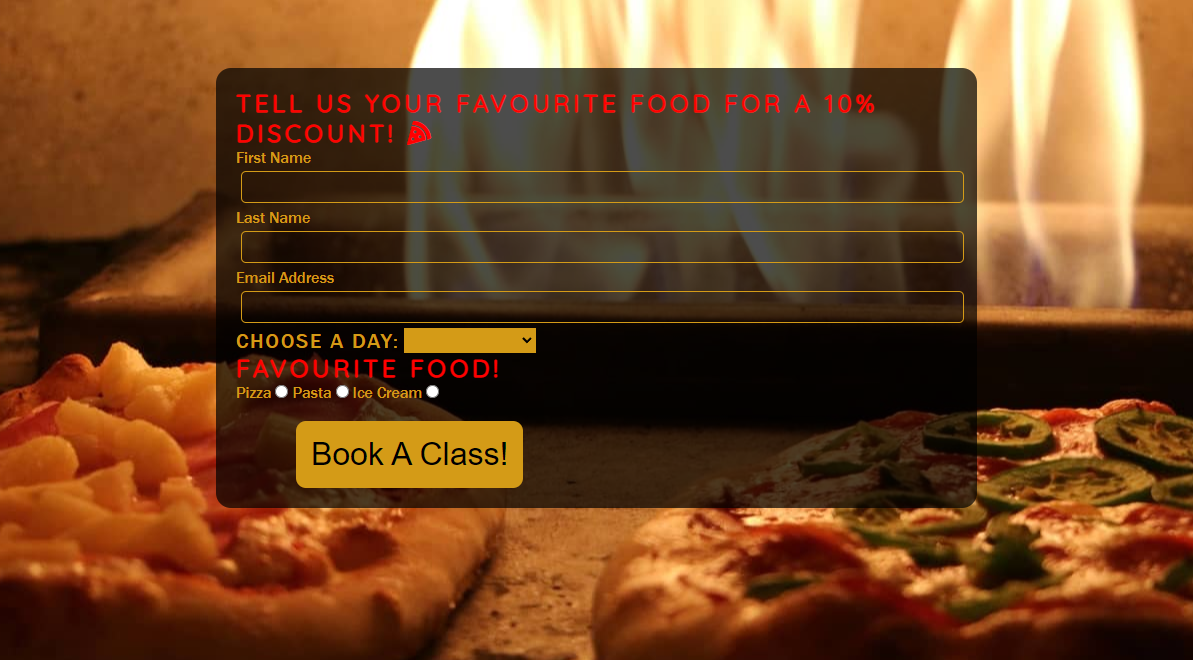 TELL US YOUR FAVOURITE FOOD FOR A 10%
DISCOUNT!
First Name
Last Name
Email Address
CHOOSE A DAY:
FAVOURITE FOOD!
Pizza Pasta Ice Cream
Book A Class!